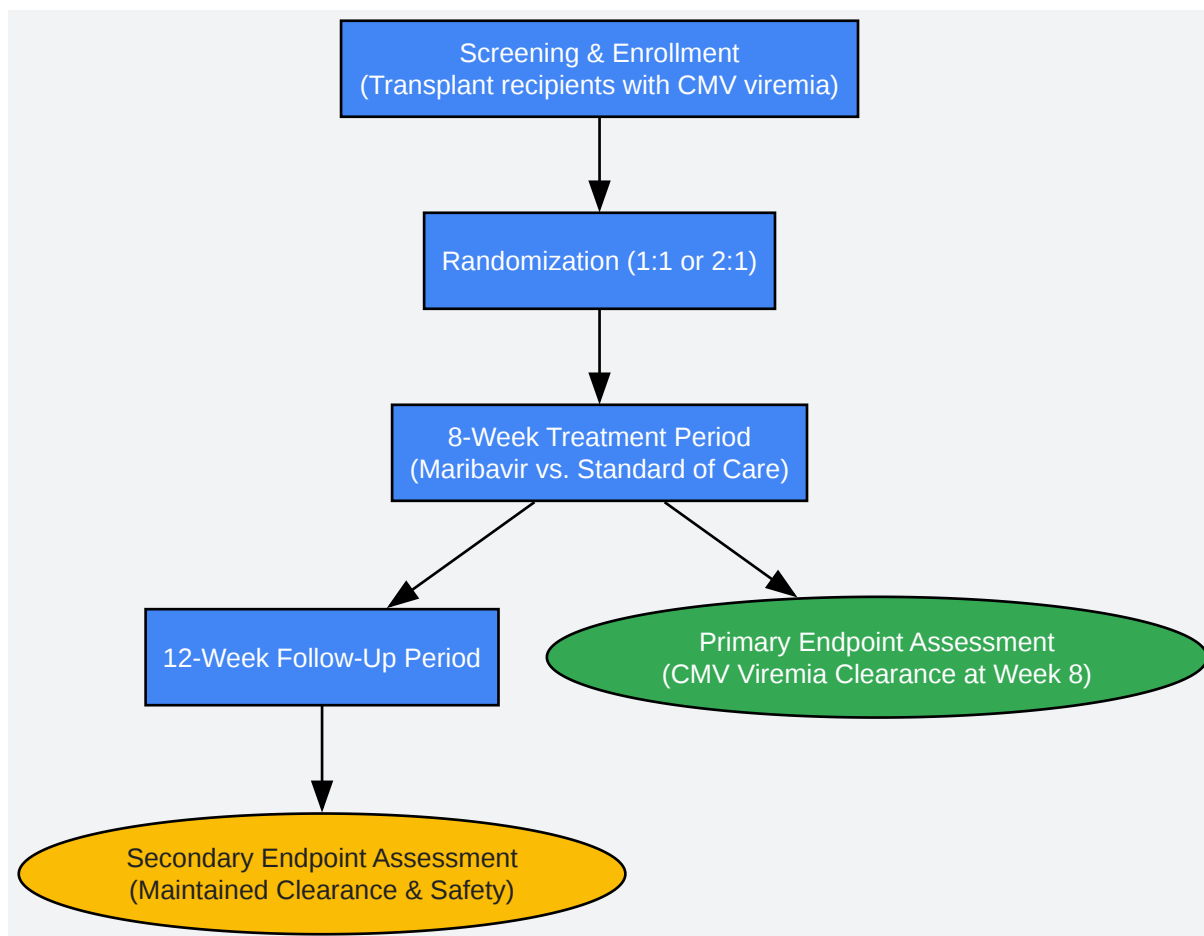 Screening & Enrollment
(Transplant recipients with CMV viremia)
Randomization (1:1 or 2:1)
8-Week Treatment Period
(Maribavir vs. Standard of Care)
12-Week Follow-Up Period
Primary Endpoint Assessment
(CMV Viremia Clearance at Week 8)
Secondary Endpoint Assessment
(Maintained Clearance & Safety)